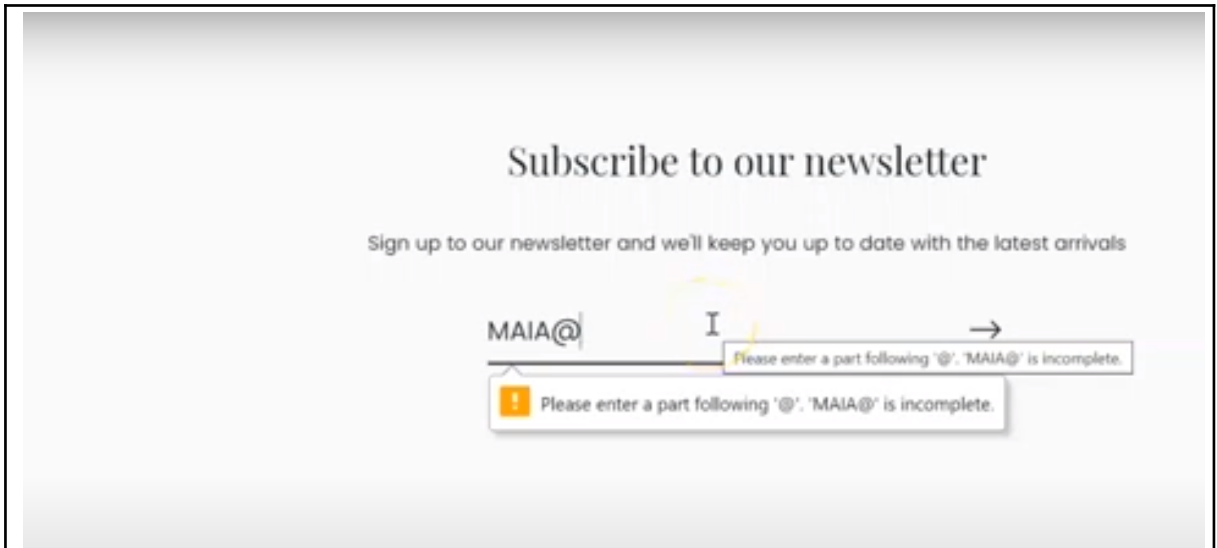 Subscribe to our newsletter
Sign up to our newsletter and we'll keep you up to date with the latest arrivals
MAIA@
→
Please enter a part following '@'. 'MAIA@' is incomplete.
! Please enter a part following '@'. 'MAIA@' is incomplete.